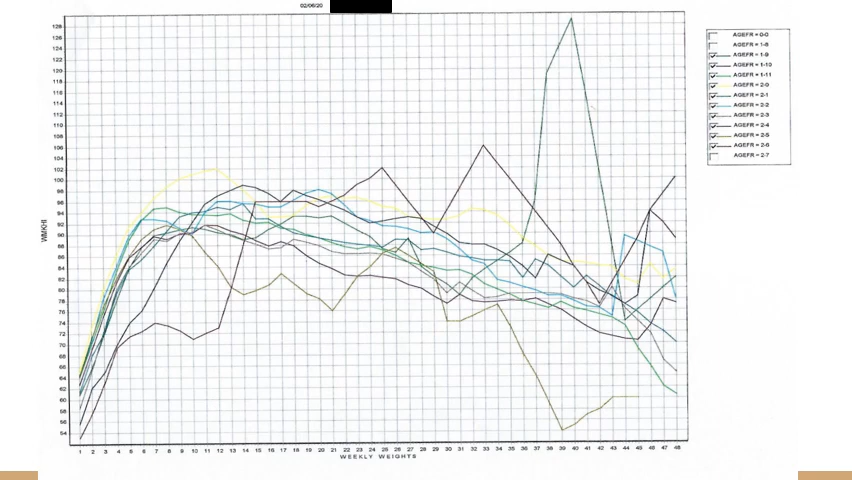 02/06/20
128
126
124
122
120
118
116
114
112
110
108
106
104
102
100
98
96
94
92
90
88
86
84
82
80
78
76
74
72
70
68
66
64
62
60
58
56
54
WMKHI
1 2 3 4 5 6 7 8 9 10 11 12 13 14 15 16 17 18 19 20 21 22 23 24 25 26 27 28 29 30 31 32 33 34 35 36 37 38 39 40 41 42 43 44 45 46 47 48
WEEKLY WEIGHTS
AGEFR = 0-0
AGEFR = 1-8
AGEFR = 1-9
AGEFR = 1-10
AGEFR = 1-11
AGEFR = 2-0
AGEFR = 2-1
AGEFR = 2-2
AGEFR = 2-3
AGEFR = 2-4
AGEFR = 2-5
AGEFR = 2-6
AGEFR = 2-7